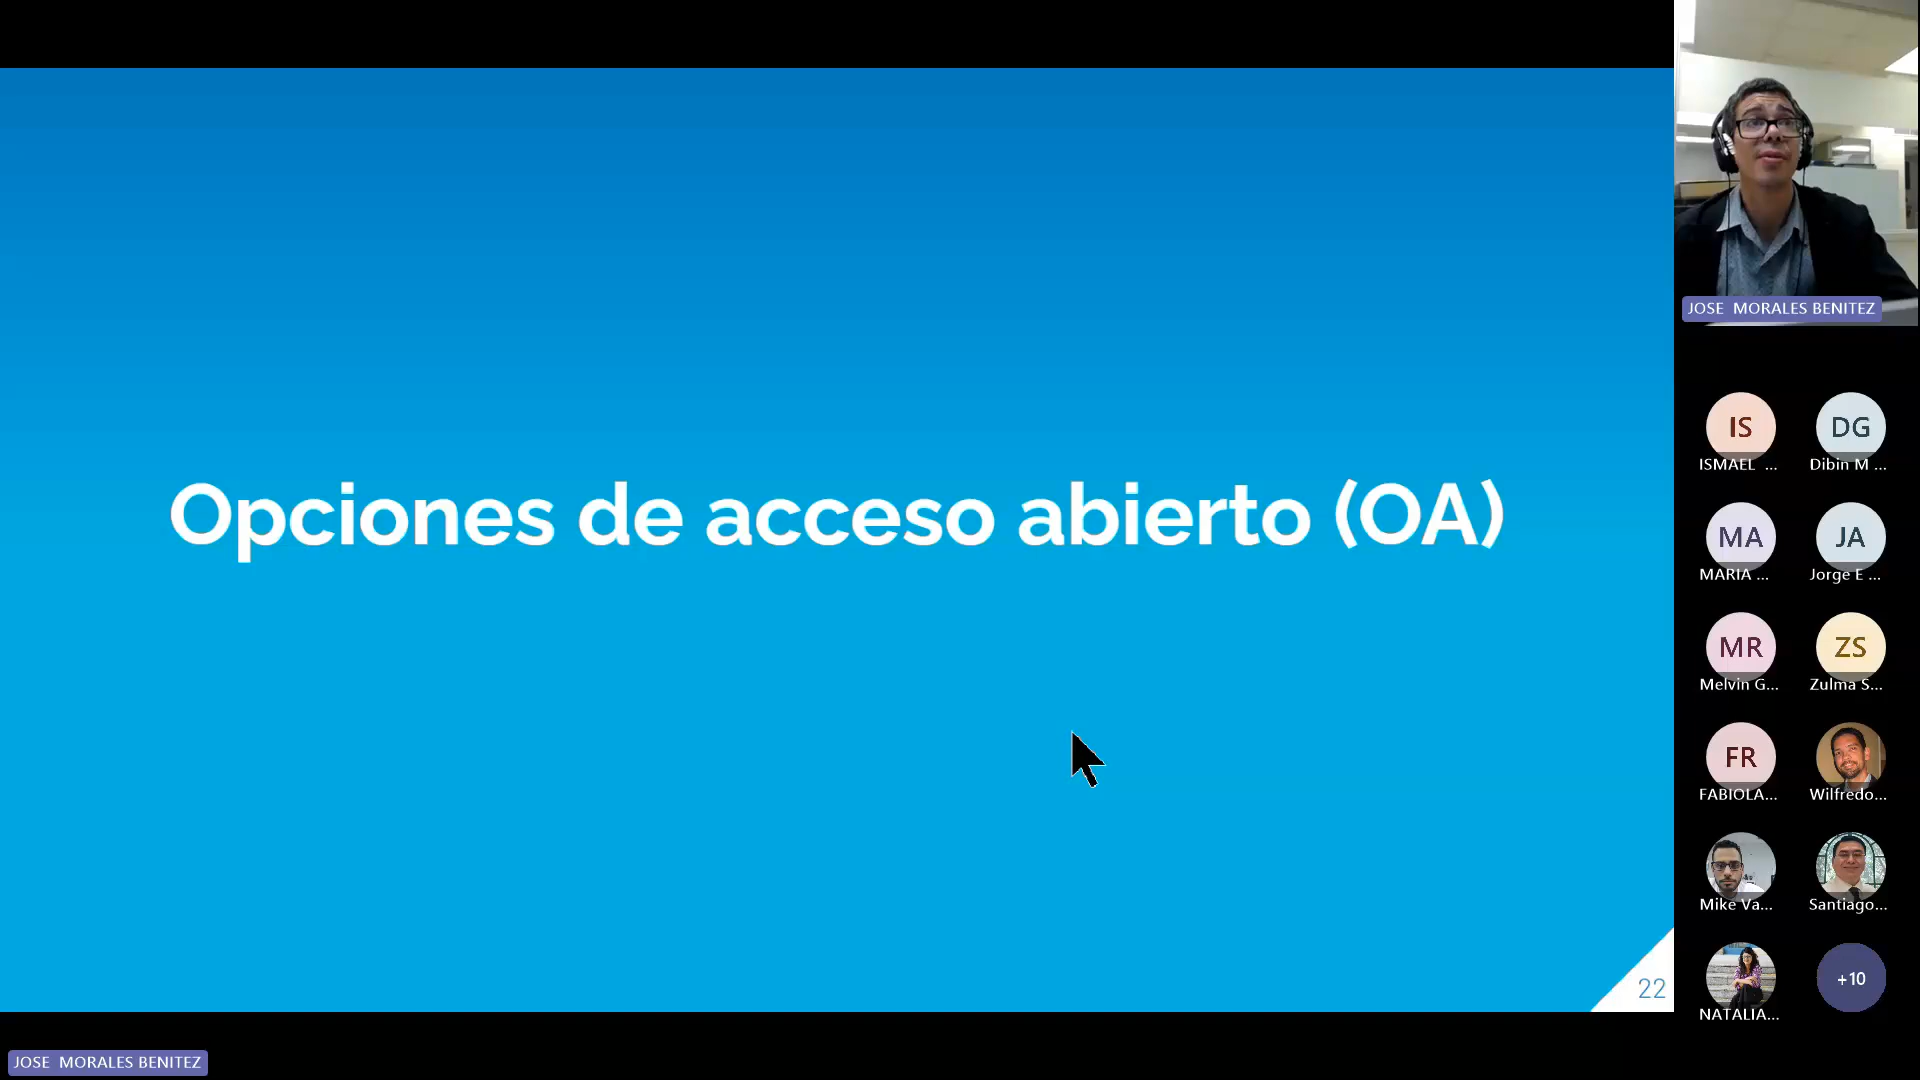 Opciones de acceso abierto (OA)
22
JOSE MORALES BENITEZ
IS
ISMAEL ...
DG
Dibin M ...
MA
MARIA ...
JA
Jorge E ...
MR
Melvin G...
ZS
Zulma S...
FR
FABIOLA...
Wilfredo...
Mike Va...
Santiago...
NATALIA...
+10
JOSE MORALES BENITEZ